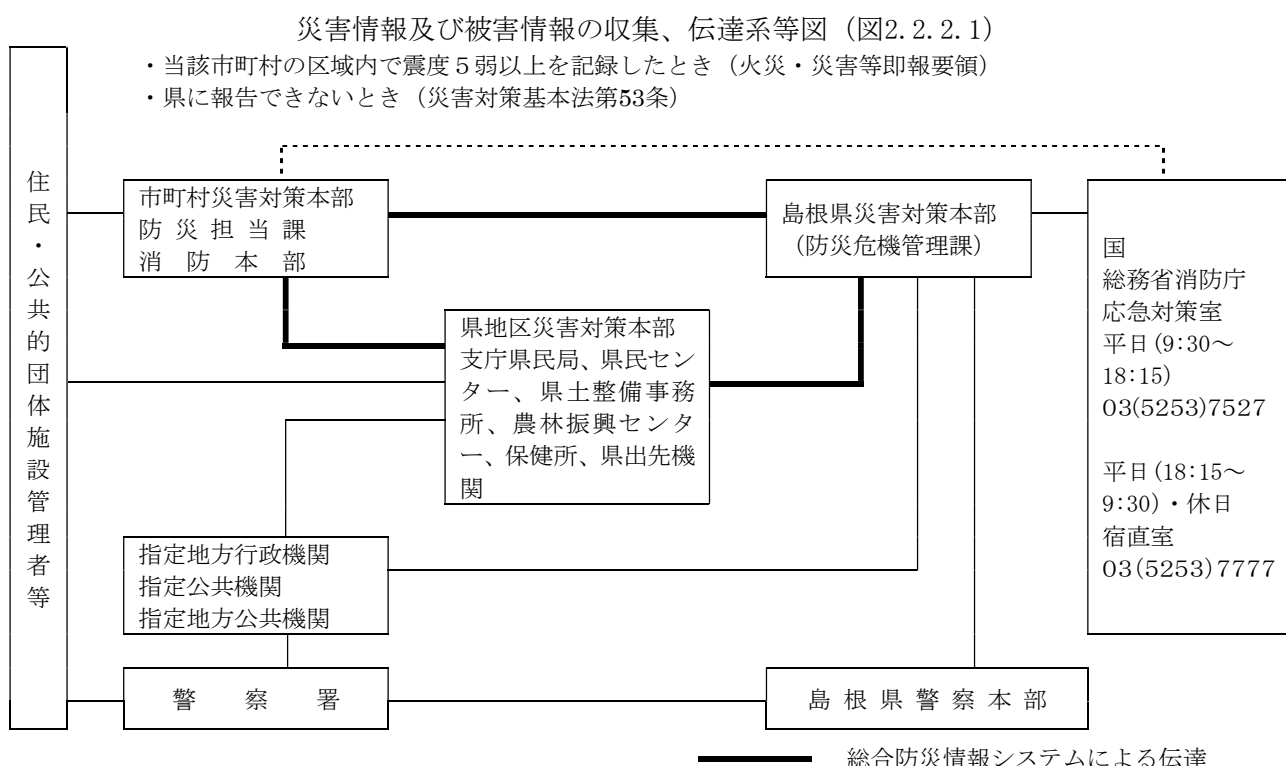 災害情報及び被害情報の収集、伝達系等図（図2.2.2.1）
・当該市町村の区域内で震度５弱以上を記録したとき（火災・災害等即報要領）
・県に報告できないとき（災害対策基本法第53条）
住民・公共的団体施設管理者等
市町村災害対策本部
防災担当課
消防本部
島根県災害対策本部
（防災危機管理課）
国
総務省消防庁
応急対策室
平日(9:30～
18:15)
03(5253)7527
平日(18:15～
9:30)・休日
宿直室
03(5253)7777
県地区災害対策本部
支庁県民局、県民セン
ター、県土整備事務
所、農林振興センタ
ー、保健所、県出先機
関
指定地方行政機関
指定公共機関
指定地方公共機関
警察署
島根県警察本部
総合防災情報システムによる伝達